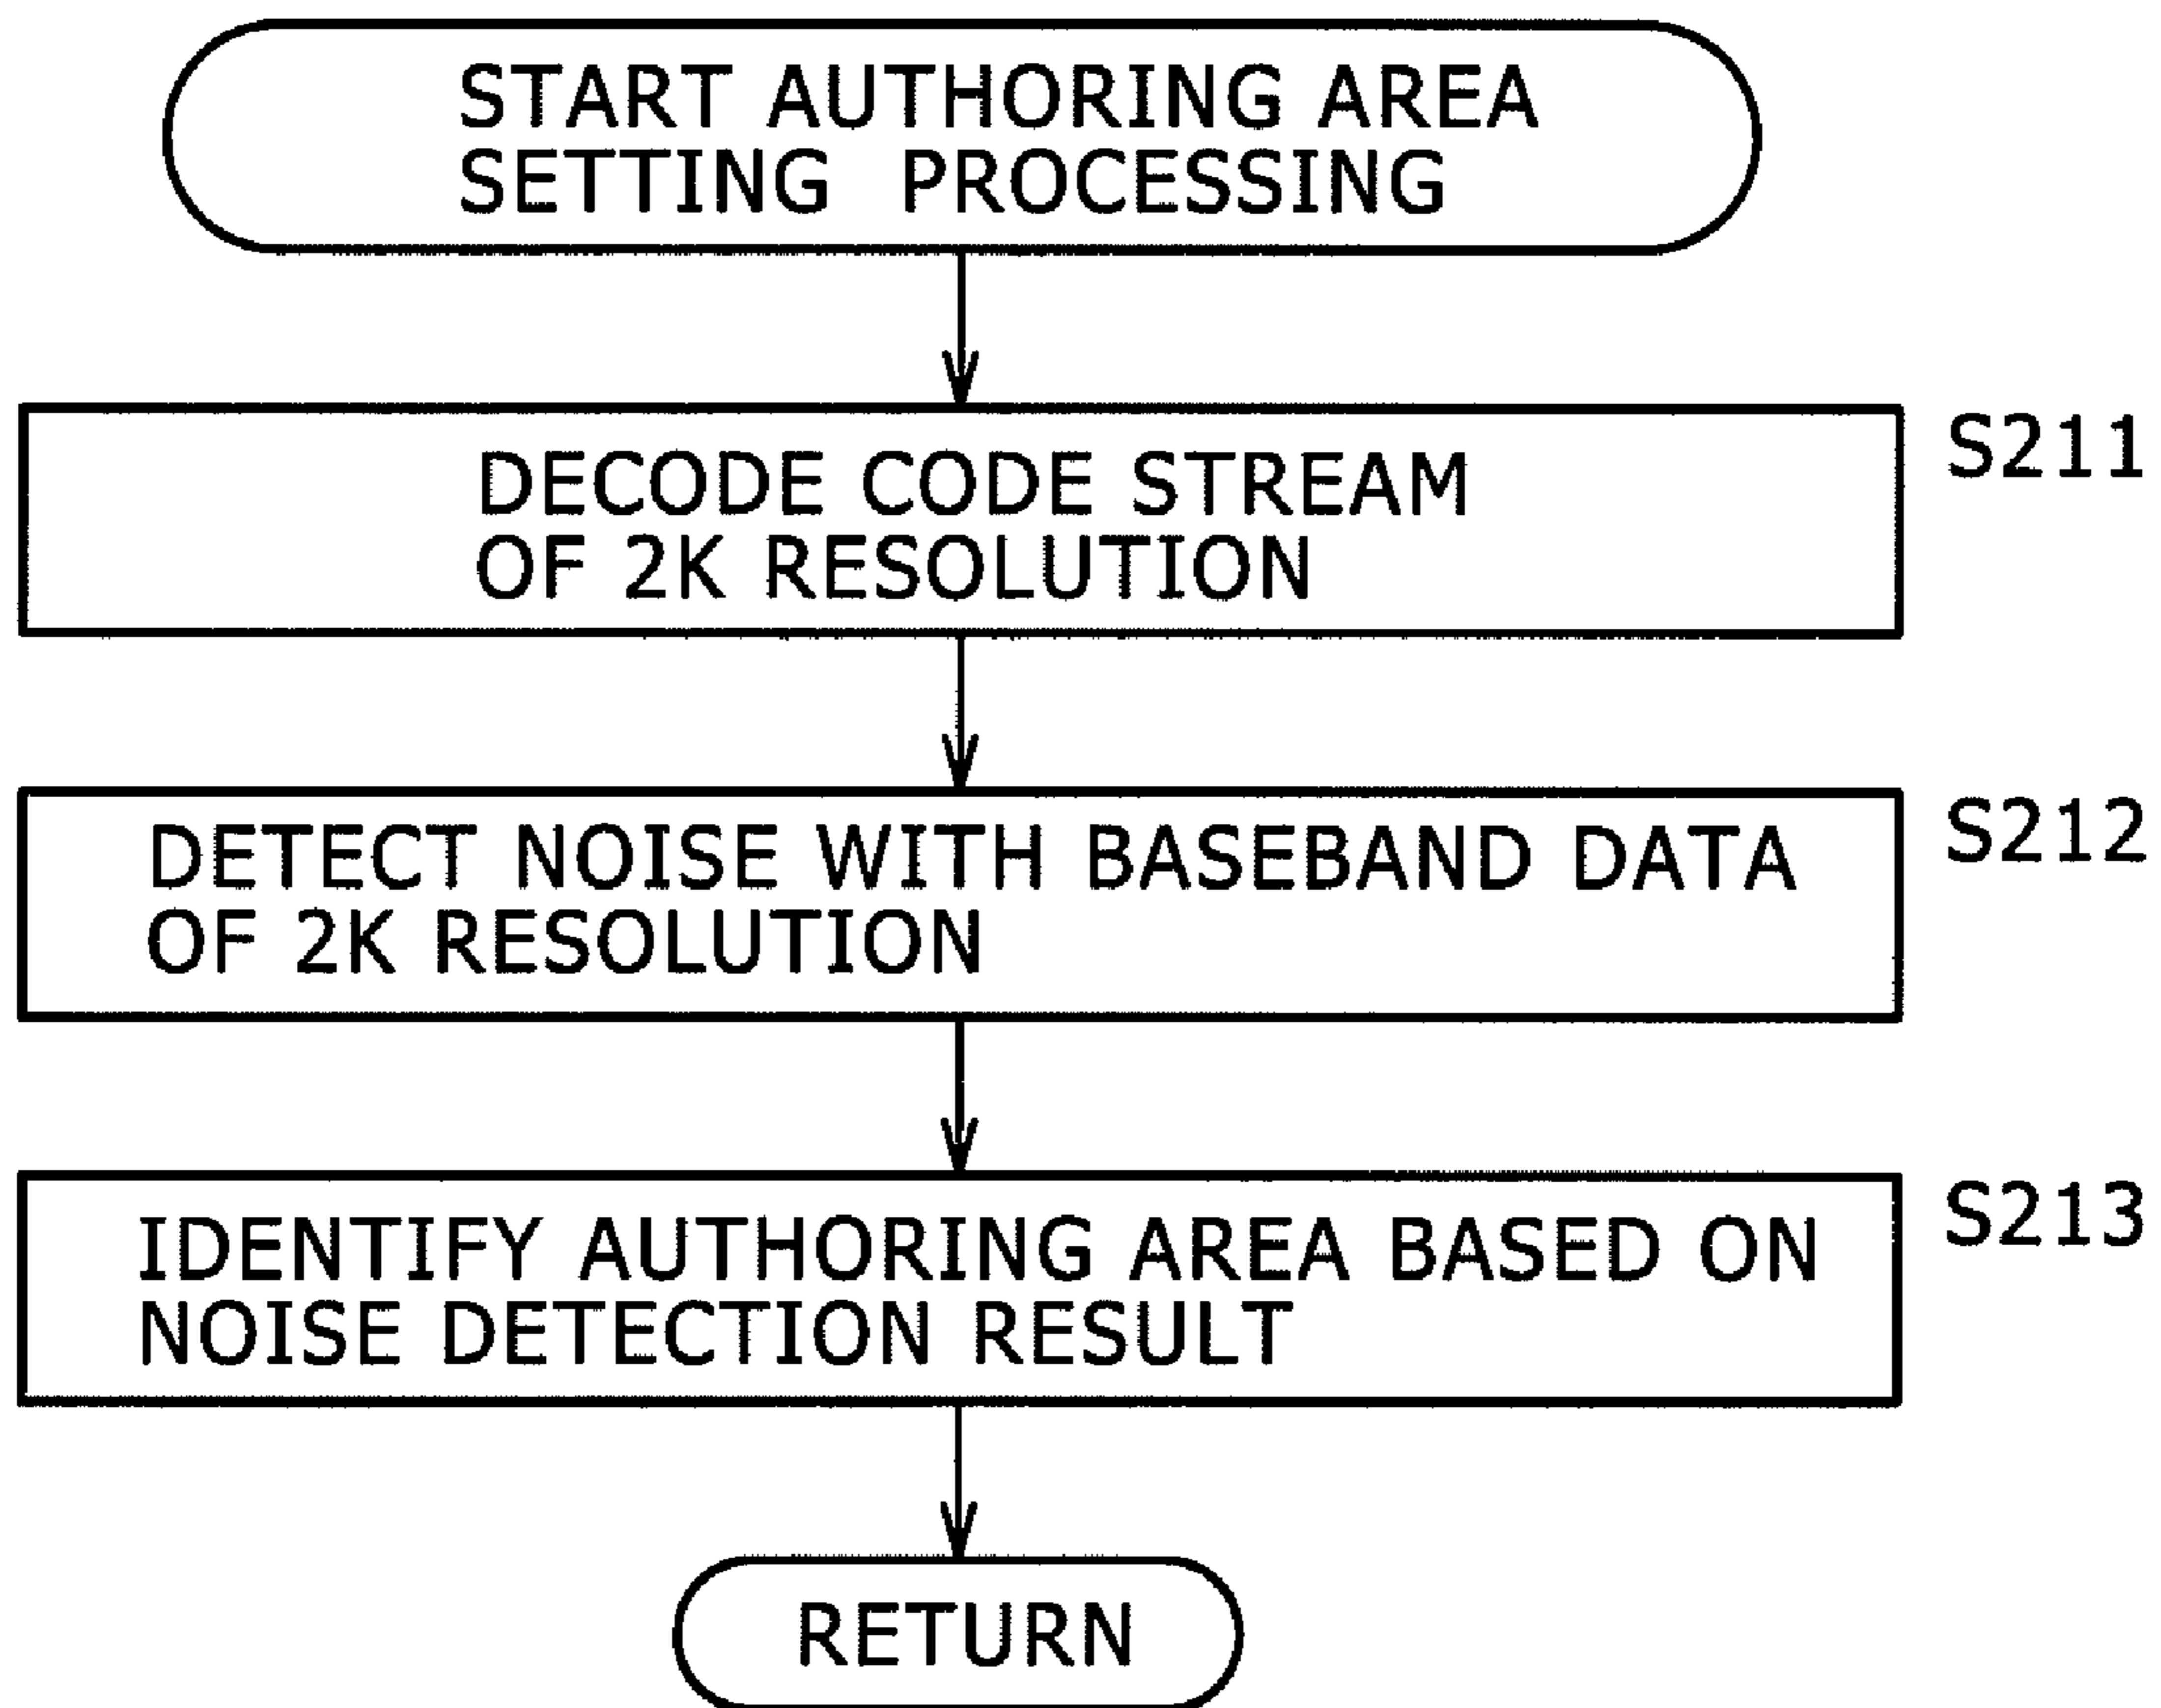 START AUTHORING AREA
SETTING PROCESSING
DECODE CODE STREAM
OF 2K RESOLUTION
S211
DETECT NOISE WITH BASEBAND DATA
OF 2K RESOLUTION
S212
IDENTIFY AUTHORING AREA BASED ON
NOISE DETECTION RESULT
S213
RETURN